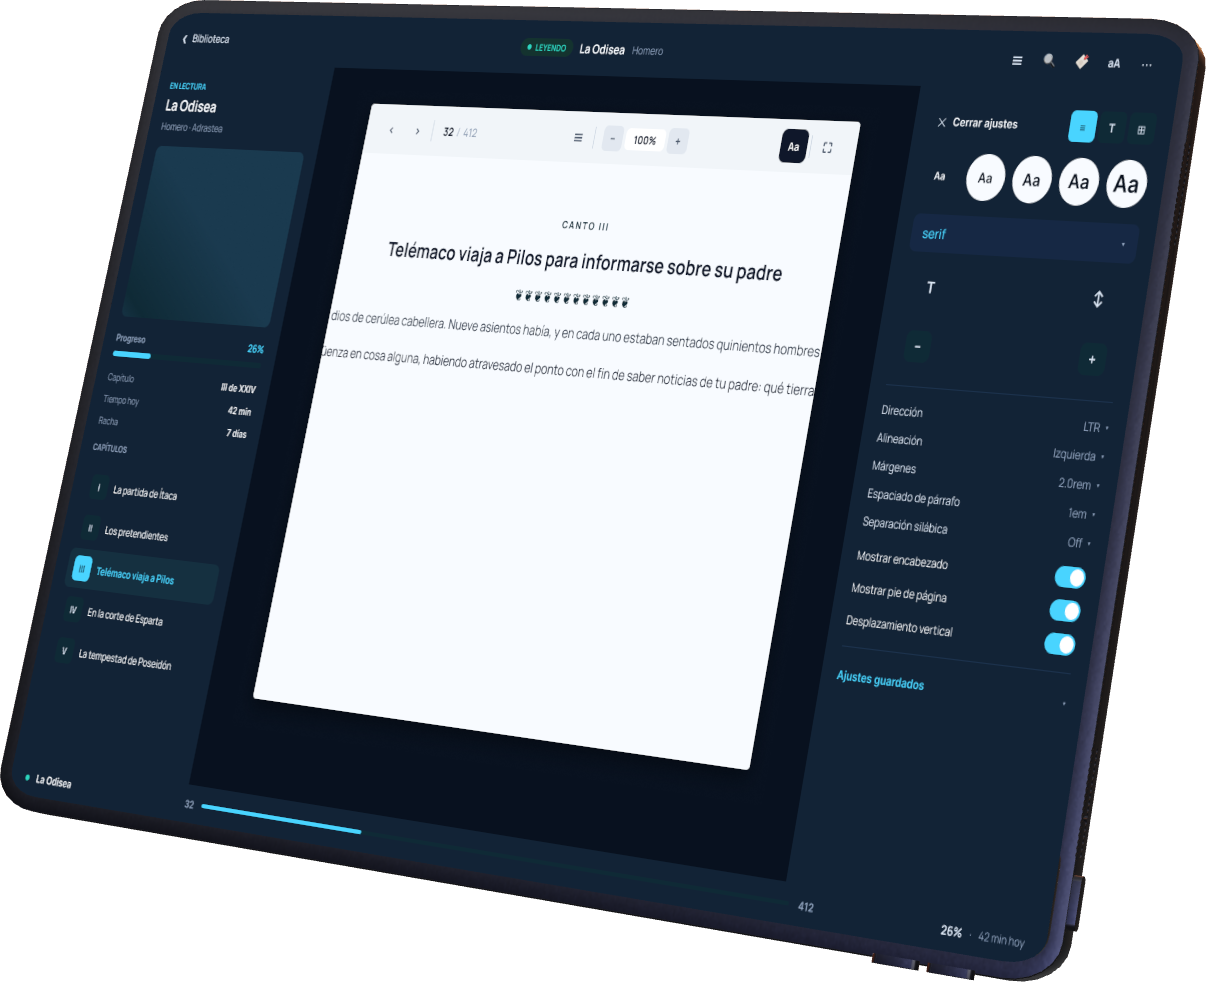 Biblioteca
LEYENDO La Odisea Homero
aA
EN LECTURA
La Odisea
Homero · Adrastea
Progreso 26%
Capítulo III de XXIV
Tiempo hoy 42 min
Racha 7 días
CAPÍTULOS
I La partida de Ítaca
II Los pretendientes
III Telémaco viaja a Pilos
IV En la corte de Esparta
V La tempestad de Poseidón
La Odisea
32 / 412
− 100% +
Aa
CANTO III
Telémaco viaja a Pilos para informarse sobre su padre
dios de cerúlea cabellera. Nueve asientos había, y en cada uno estaban sentados quinientos hombres
üenza en cosa alguna, habiendo atravesado el ponto con el fin de saber noticias de tu padre: qué tierra
32
412
Cerrar ajustes
T
Aa Aa Aa Aa Aa
serif
T
− +
Dirección LTR
Alineación Izquierda
Márgenes 2.0rem
Espaciado de párrafo 1em
Separación silábica Off
Mostrar encabezado
Mostrar pie de página
Desplazamiento vertical
Ajustes guardados
26% · 42 min hoy